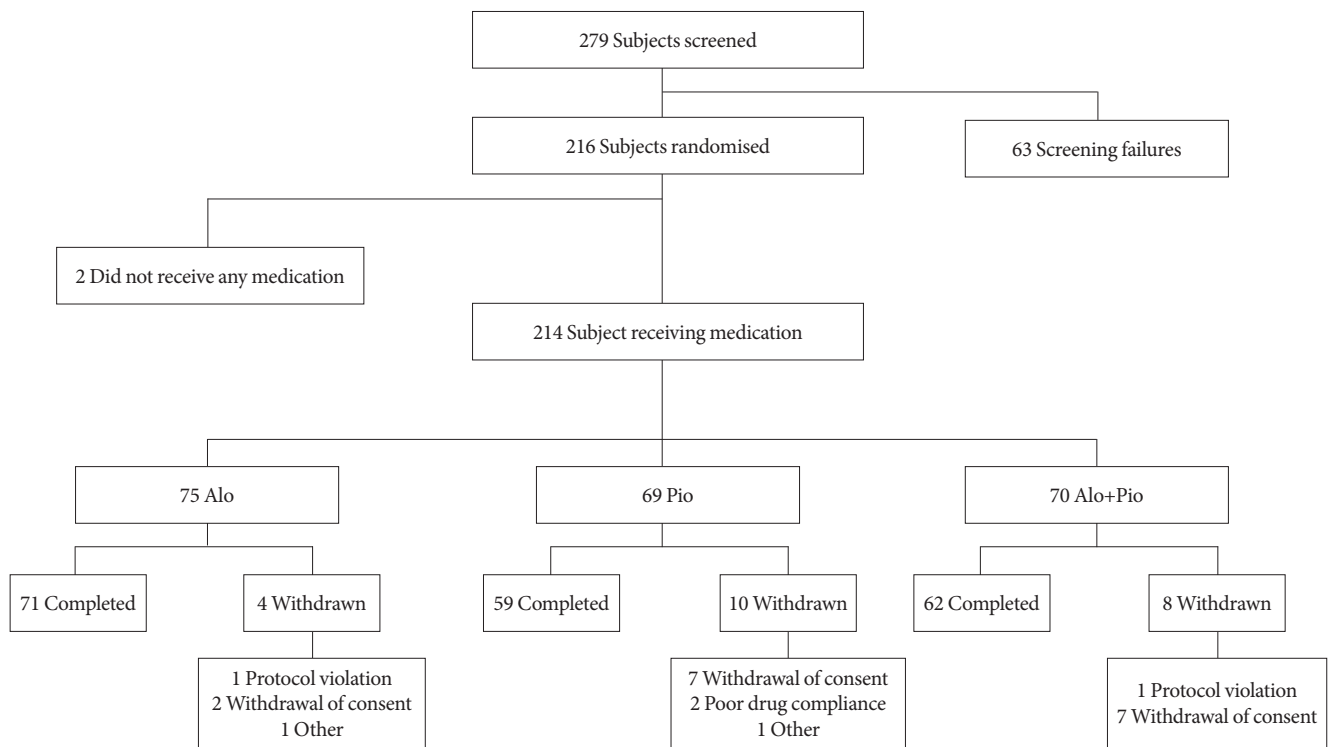 279 Subjects screened
216 Subjects randomised
63 Screening failures
2 Did not receive any medication
214 Subject receiving medication
75 Alo
69 Pio
70 Alo+Pio
71 Completed
4 Withdrawn
59 Completed
10 Withdrawn
62 Completed
8 Withdrawn
1 Protocol violation
2 Withdrawal of consent
1 Other
7 Withdrawal of consent
2 Poor drug compliance
1 Other
1 Protocol violation
7 Withdrawal of consent